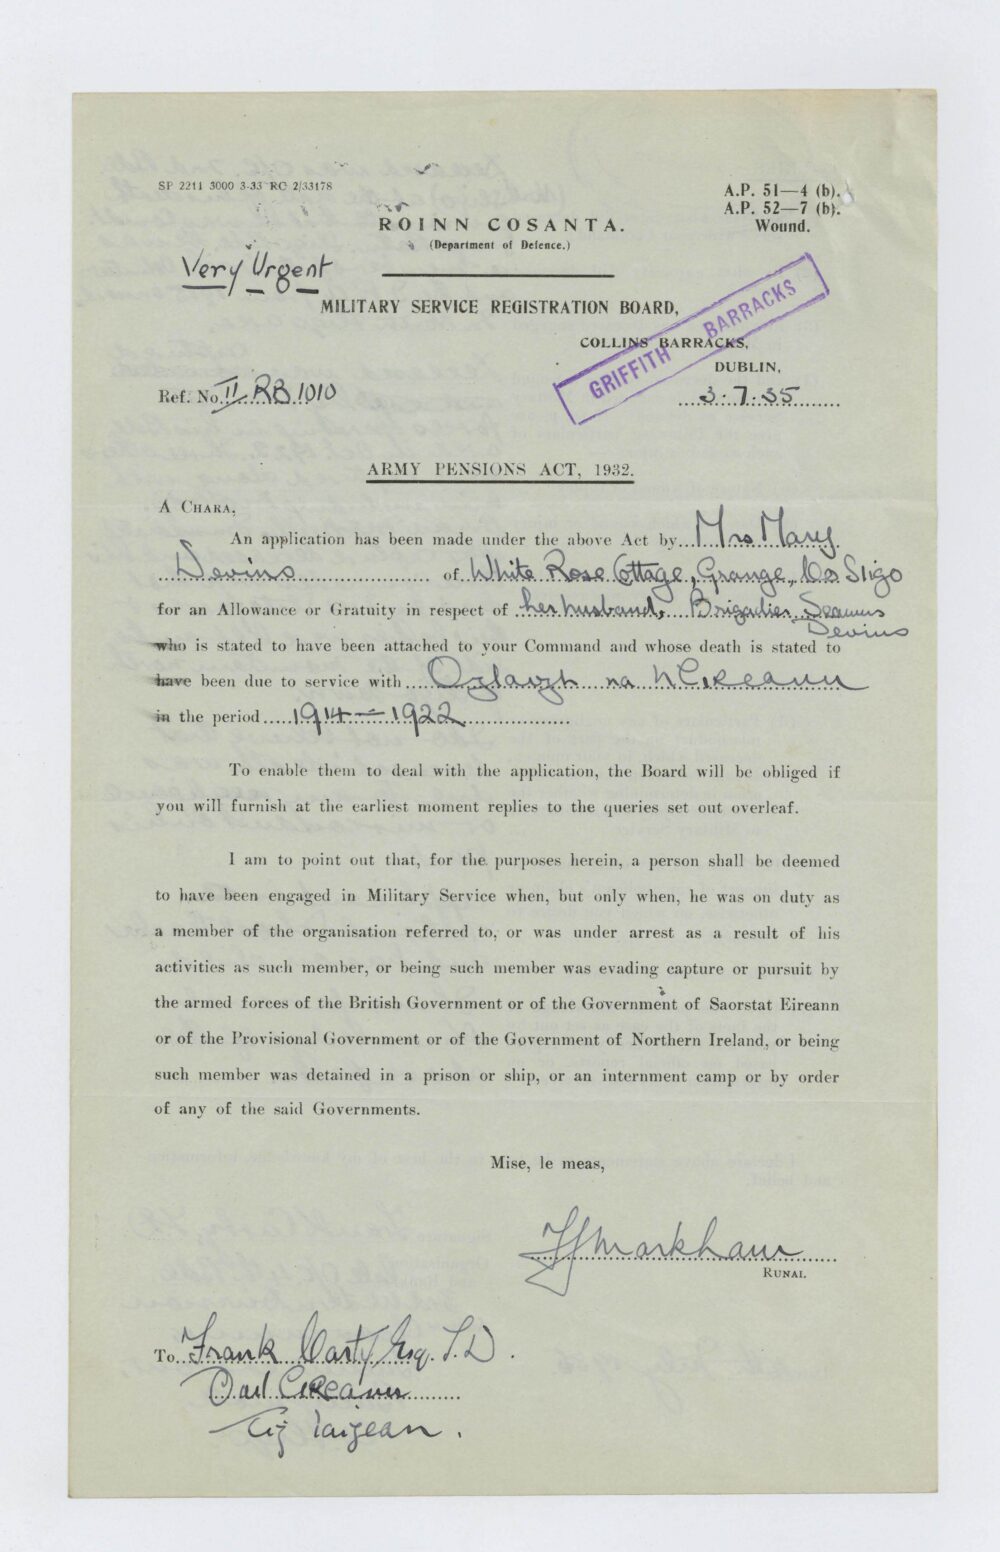 SP 2211 3000 3-33 RC 2/33178
A.P. 51—4 (b).
A.P. 52—7 (b).
Wound.
ROINN COSANTA.
(Department of Defence.)
Very Urgent
MILITARY SERVICE REGISTRATION BOARD,
COLLINS BARRACKS,
GRIFFITH BARRACKS
DUBLIN,
Ref. No. II/RB1010
3.7.35
ARMY PENSIONS ACT, 1932.
A CHARA,
An application has been made under the above Act by Mrs Mary
Devins of White Rose Cottage, Grange, Co Sligo
for an Allowance or Gratuity in respect of her husband, Brigadier Seamus
Devins
who is stated to have been attached to your Command and whose death is stated to
have been due to service with Oglaigh na hEireann
in the period 1914 - 1922
To enable them to deal with the application, the Board will be obliged if
you will furnish at the earliest moment replies to the queries set out overleaf.
I am to point out that, for the purposes herein, a person shall be deemed
to have been engaged in Military Service when, but only when, he was on duty as
a member of the organisation referred to, or was under arrest as a result of his
activities as such member, or being such member was evading capture or pursuit by
the armed forces of the British Government or of the Government of Saorstat Eireann
or of the Provisional Government or of the Government of Northern Ireland, or being
such member was detained in a prison or ship, or an internment camp or by order
of any of the said Governments.
Mise, le meas,
Markham
RUNAI.
To Frank Carty Esq. T.D.
Dail Eireann
Tig Laigean.